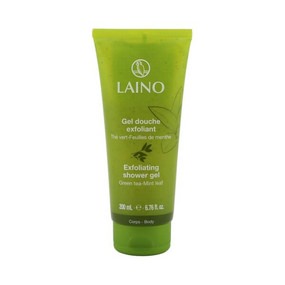 LAINO
Gel douche
exfoliant
Thé vert-Feuilles de menthe
Exfoliating
shower gel
Green tea-Mint leaf
200 mL e 6.76 fl. oz.
Corps - Body